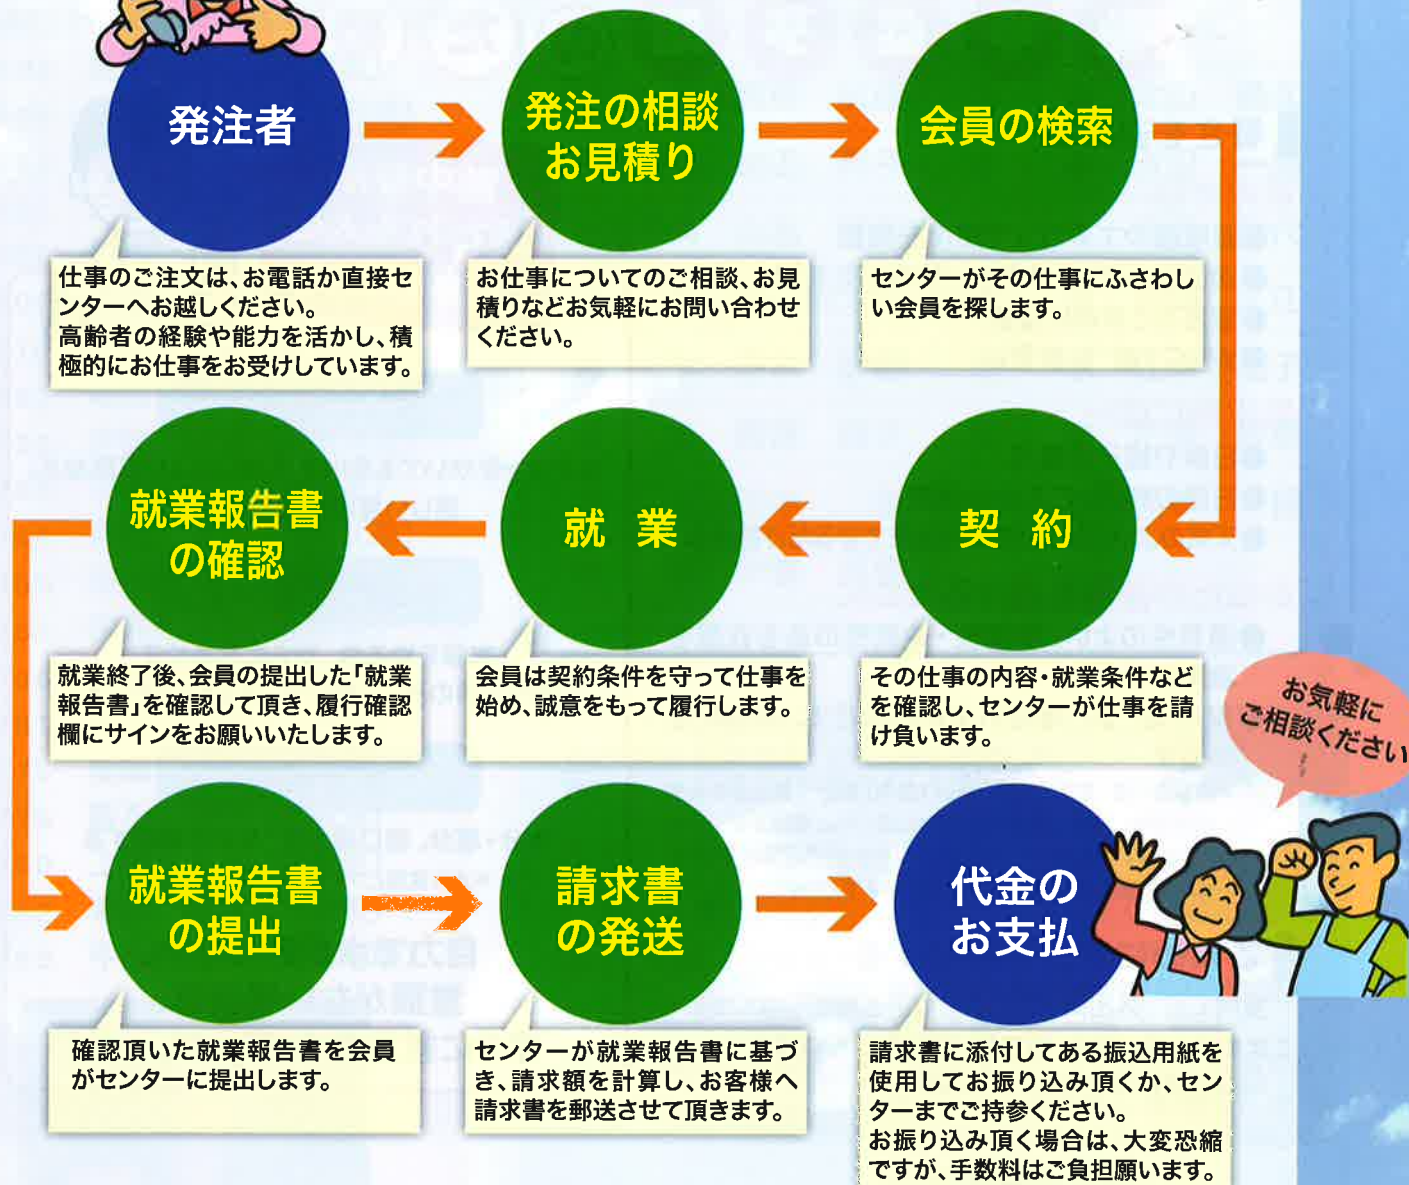 発注者
仕事のご注文は、お電話か直接セ
ンターへお越しください。
高齢者の経験や能力を活かし、積
極的にお仕事をお受けしています。
発注の相談
お見積り
お仕事についてのご相談、お見
積りなどお気軽にお問い合わせ
ください。
会員の検索
センターがその仕事にふさわし
い会員を探します。
契 約
その仕事の内容・就業条件など
を確認し、センターが仕事を請
け負います。
就 業
会員は契約条件を守って仕事を
始め、誠意をもって履行します。
就業報告書
の確認
就業終了後、会員の提出した「就業
報告書」を確認して頂き、履行確認
欄にサインをお願いいたします。
就業報告書
の提出
確認頂いた就業報告書を会員
がセンターに提出します。
請求書
の発送
センターが就業報告書に基づ
き、請求額を計算し、お客様へ
請求書を郵送させて頂きます。
代金の
お支払
請求書に添付してある振込用紙を
使用してお振り込み頂くか、セン
ターまでご持参ください。
お振り込み頂く場合は、大変恐縮
ですが、手数料はご負担願います。
お気軽に
ご相談ください